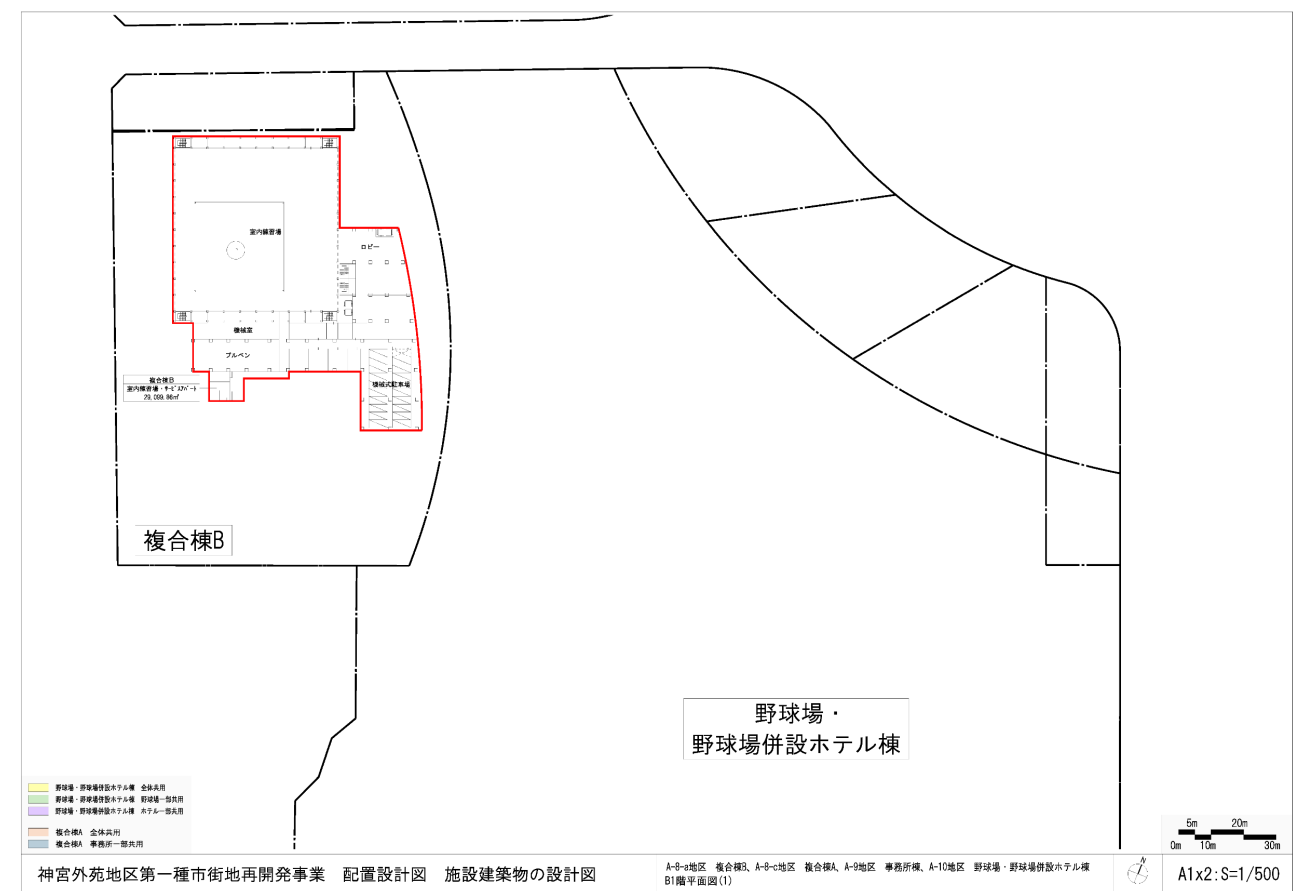 室内練習場
ロビー
機械室
ブルペン
機械式駐車場
複合棟B
室内練習場・サービスアパート
29,099.86㎡
複合棟B
野球場・
野球場併設ホテル棟
野球場・野球場併設ホテル棟 全体共用
野球場・野球場併設ホテル棟 野球場一部共用
野球場・野球場併設ホテル棟 ホテル一部共用
複合棟A 全体共用
複合棟A 事務所一部共用
5m 20m
0m 10m 30m
神宮外苑地区第一種市街地再開発事業 配置設計図 施設建築物の設計図
A-8-a地区 複合棟B、A-8-c地区 複合棟A、A-9地区 事務所棟、A-10地区 野球場・野球場併設ホテル棟
B1階平面図(1)
N
A1x2:S=1/500